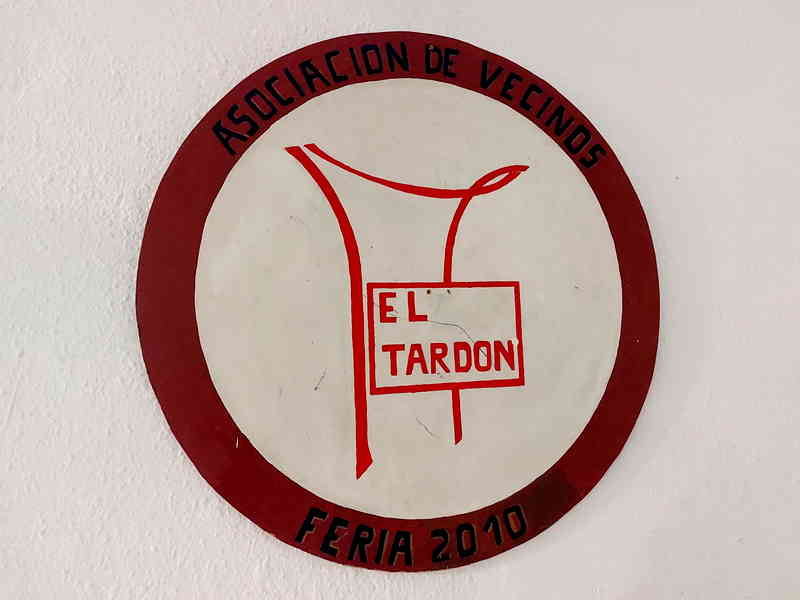 ASOCIACION DE VECINOS
EL
TARDON
FERIA 2010